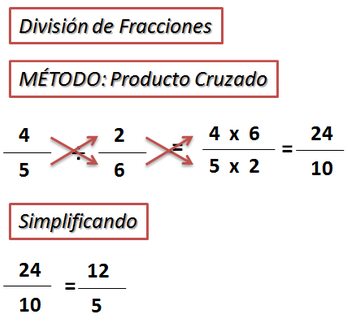 División de Fracciones
MÉTODO: Producto Cruzado
4 2 4 x 6 24
÷ = =
5 6 5 x 2 10
Simplificando
24 12
=
10 5